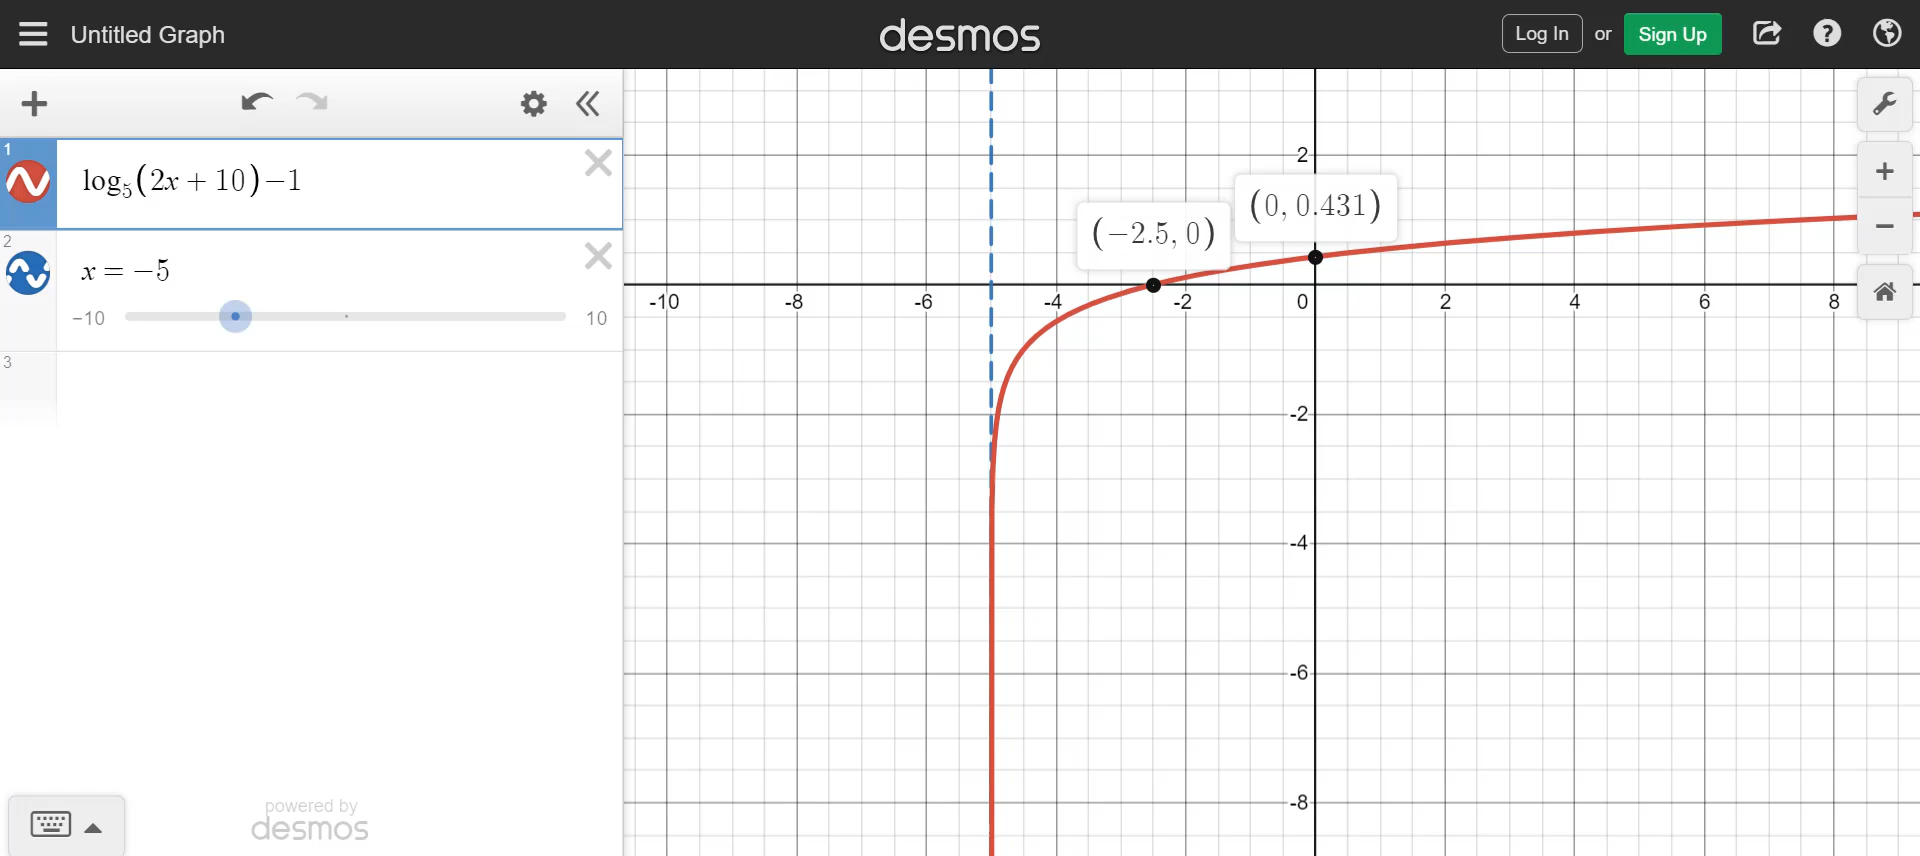 Untitled Graph
desmos
Log In or Sign Up
1
log₅(2x + 10) − 1
2
x = −5
−10 10
3
powered by
desmos
2
(0, 0.431)
(−2.5, 0)
-10 -8 -6 -4 -2 0 2 4 6 8
-2
-4
-6
-8